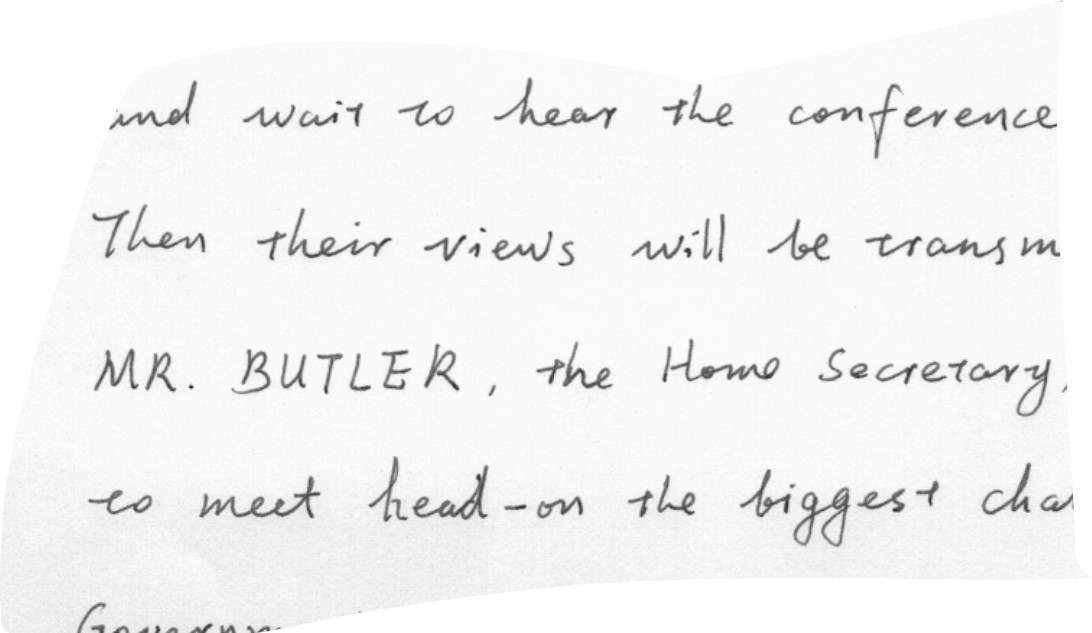 and wait to hear the conference
Then their views will be transm
MR. BUTLER, the Home Secretary,
to meet head-on the biggest cha